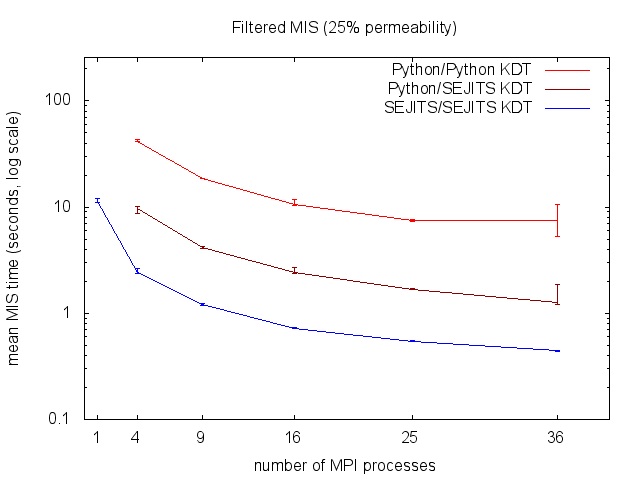 Filtered MIS (25% permeability)
Python/Python KDT
Python/SEJITS KDT
SEJITS/SEJITS KDT
mean MIS time (seconds, log scale)
100
10
1
0.1
1 4 9 16 25 36
number of MPI processes